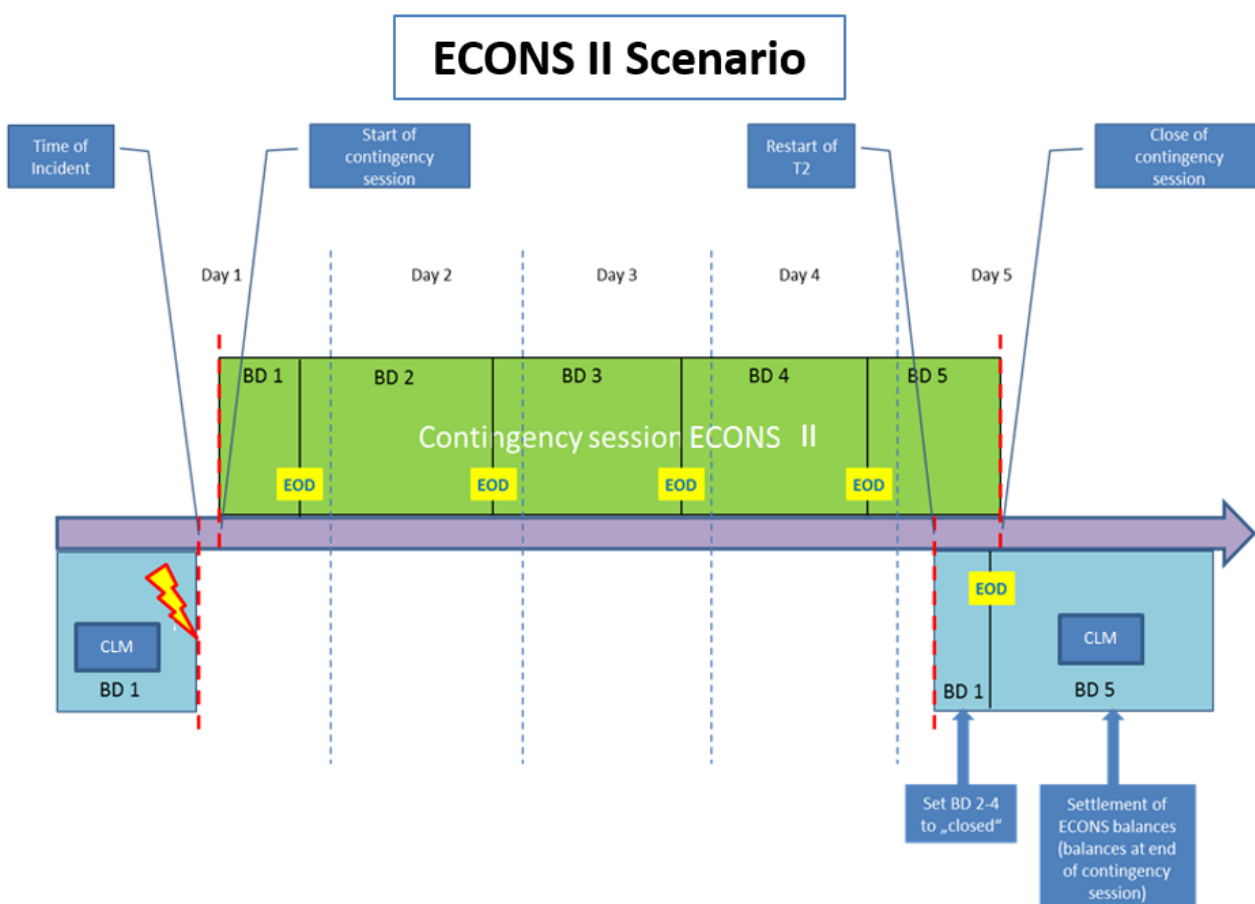 ECONS II Scenario
Time of
Incident
Start of
contingency
session
Restart of
T2
Close of
contingency
session
Day 1
Day 2
Day 3
Day 4
Day 5
BD 1
BD 2
BD 3
BD 4
BD 5
Contingency session ECONS II
EOD
EOD
EOD
EOD
EOD
CLM
BD 1
CLM
BD 1
BD 5
Set BD 2-4
to „closed“
Settlement of
ECONS balances
(balances at end
of contingency
session)